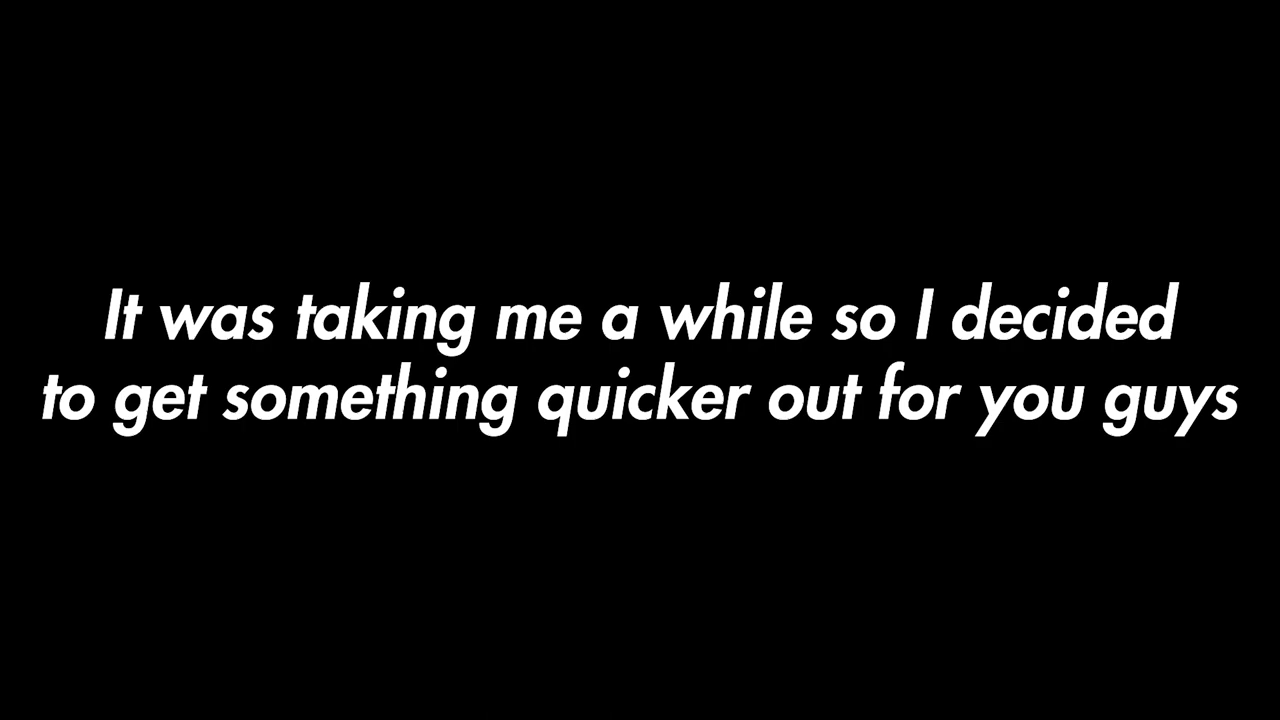 It was taking me a while so I decided
to get something quicker out for you guys